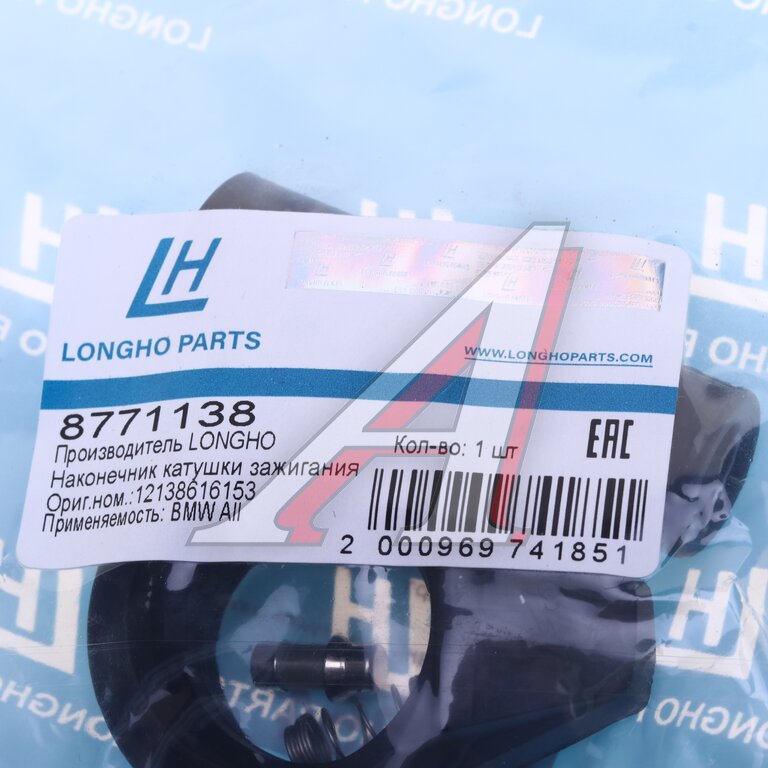 LH
LONGHO PARTS
WWW.LONGHOPARTS.COM
8771138
Производитель LONGHO
Наконечник катушки зажигания
Ориг.ном.:12138616153
Применяемость: BMW All
Кол-во: 1 шт
EAC
2 000969 741851